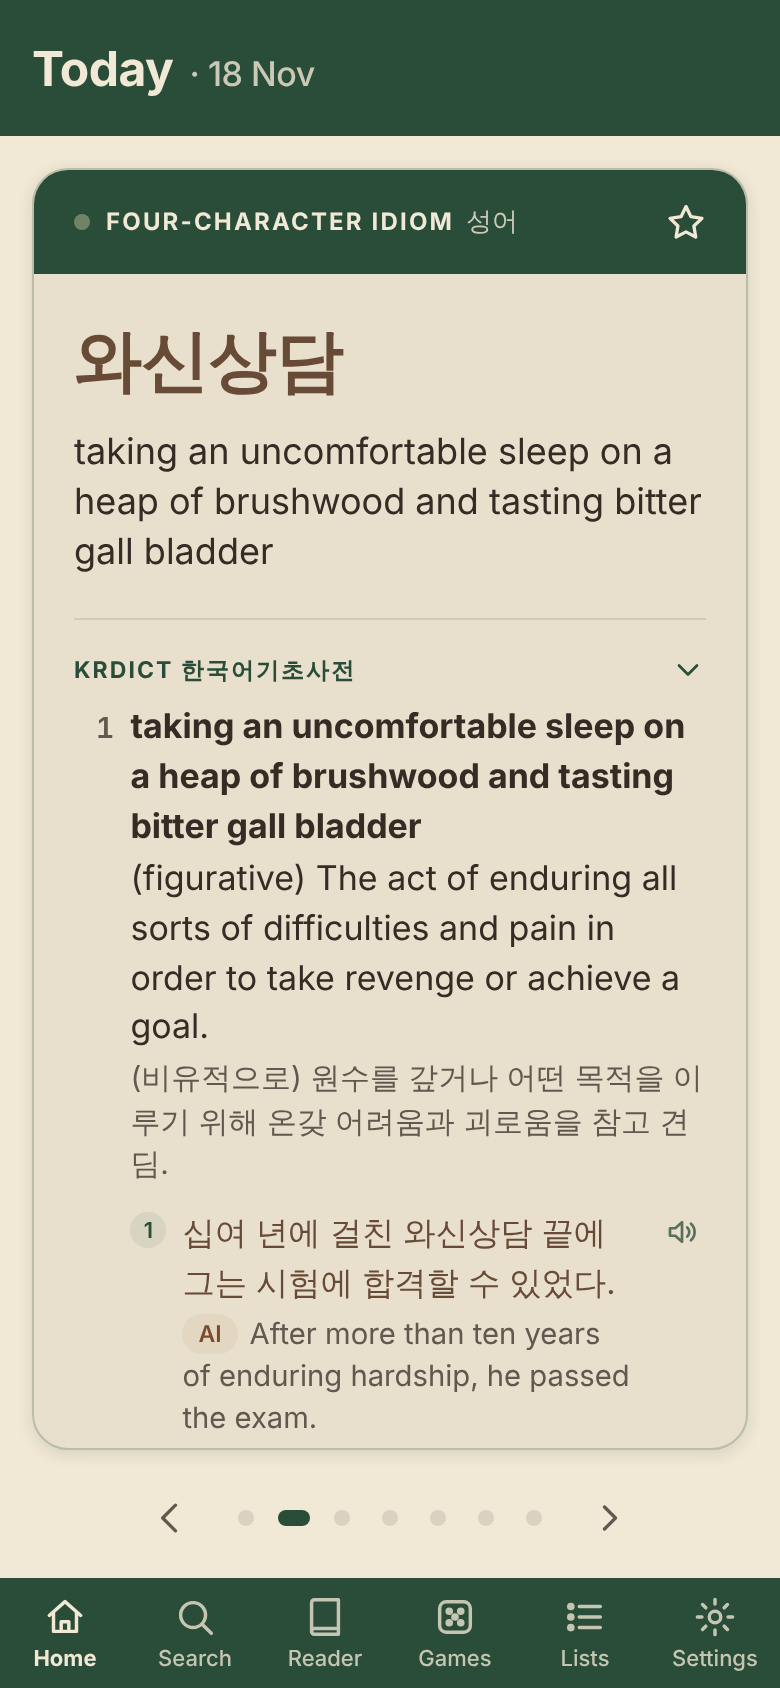 Today · 18 Nov
FOUR-CHARACTER IDIOM 성어
와신상담
taking an uncomfortable sleep on a
heap of brushwood and tasting bitter
gall bladder
KRDICT 한국어기초사전
1 taking an uncomfortable sleep on
a heap of brushwood and tasting
bitter gall bladder
(figurative) The act of enduring all
sorts of difficulties and pain in
order to take revenge or achieve a
goal.
(비유적으로) 원수를 갚거나 어떤 목적을 이
루기 위해 온갖 어려움과 괴로움을 참고 견
딤.
1 십여 년에 걸친 와신상담 끝에
그는 시험에 합격할 수 있었다.
AI After more than ten years
of enduring hardship, he passed
the exam.
Home Search Reader Games Lists Settings